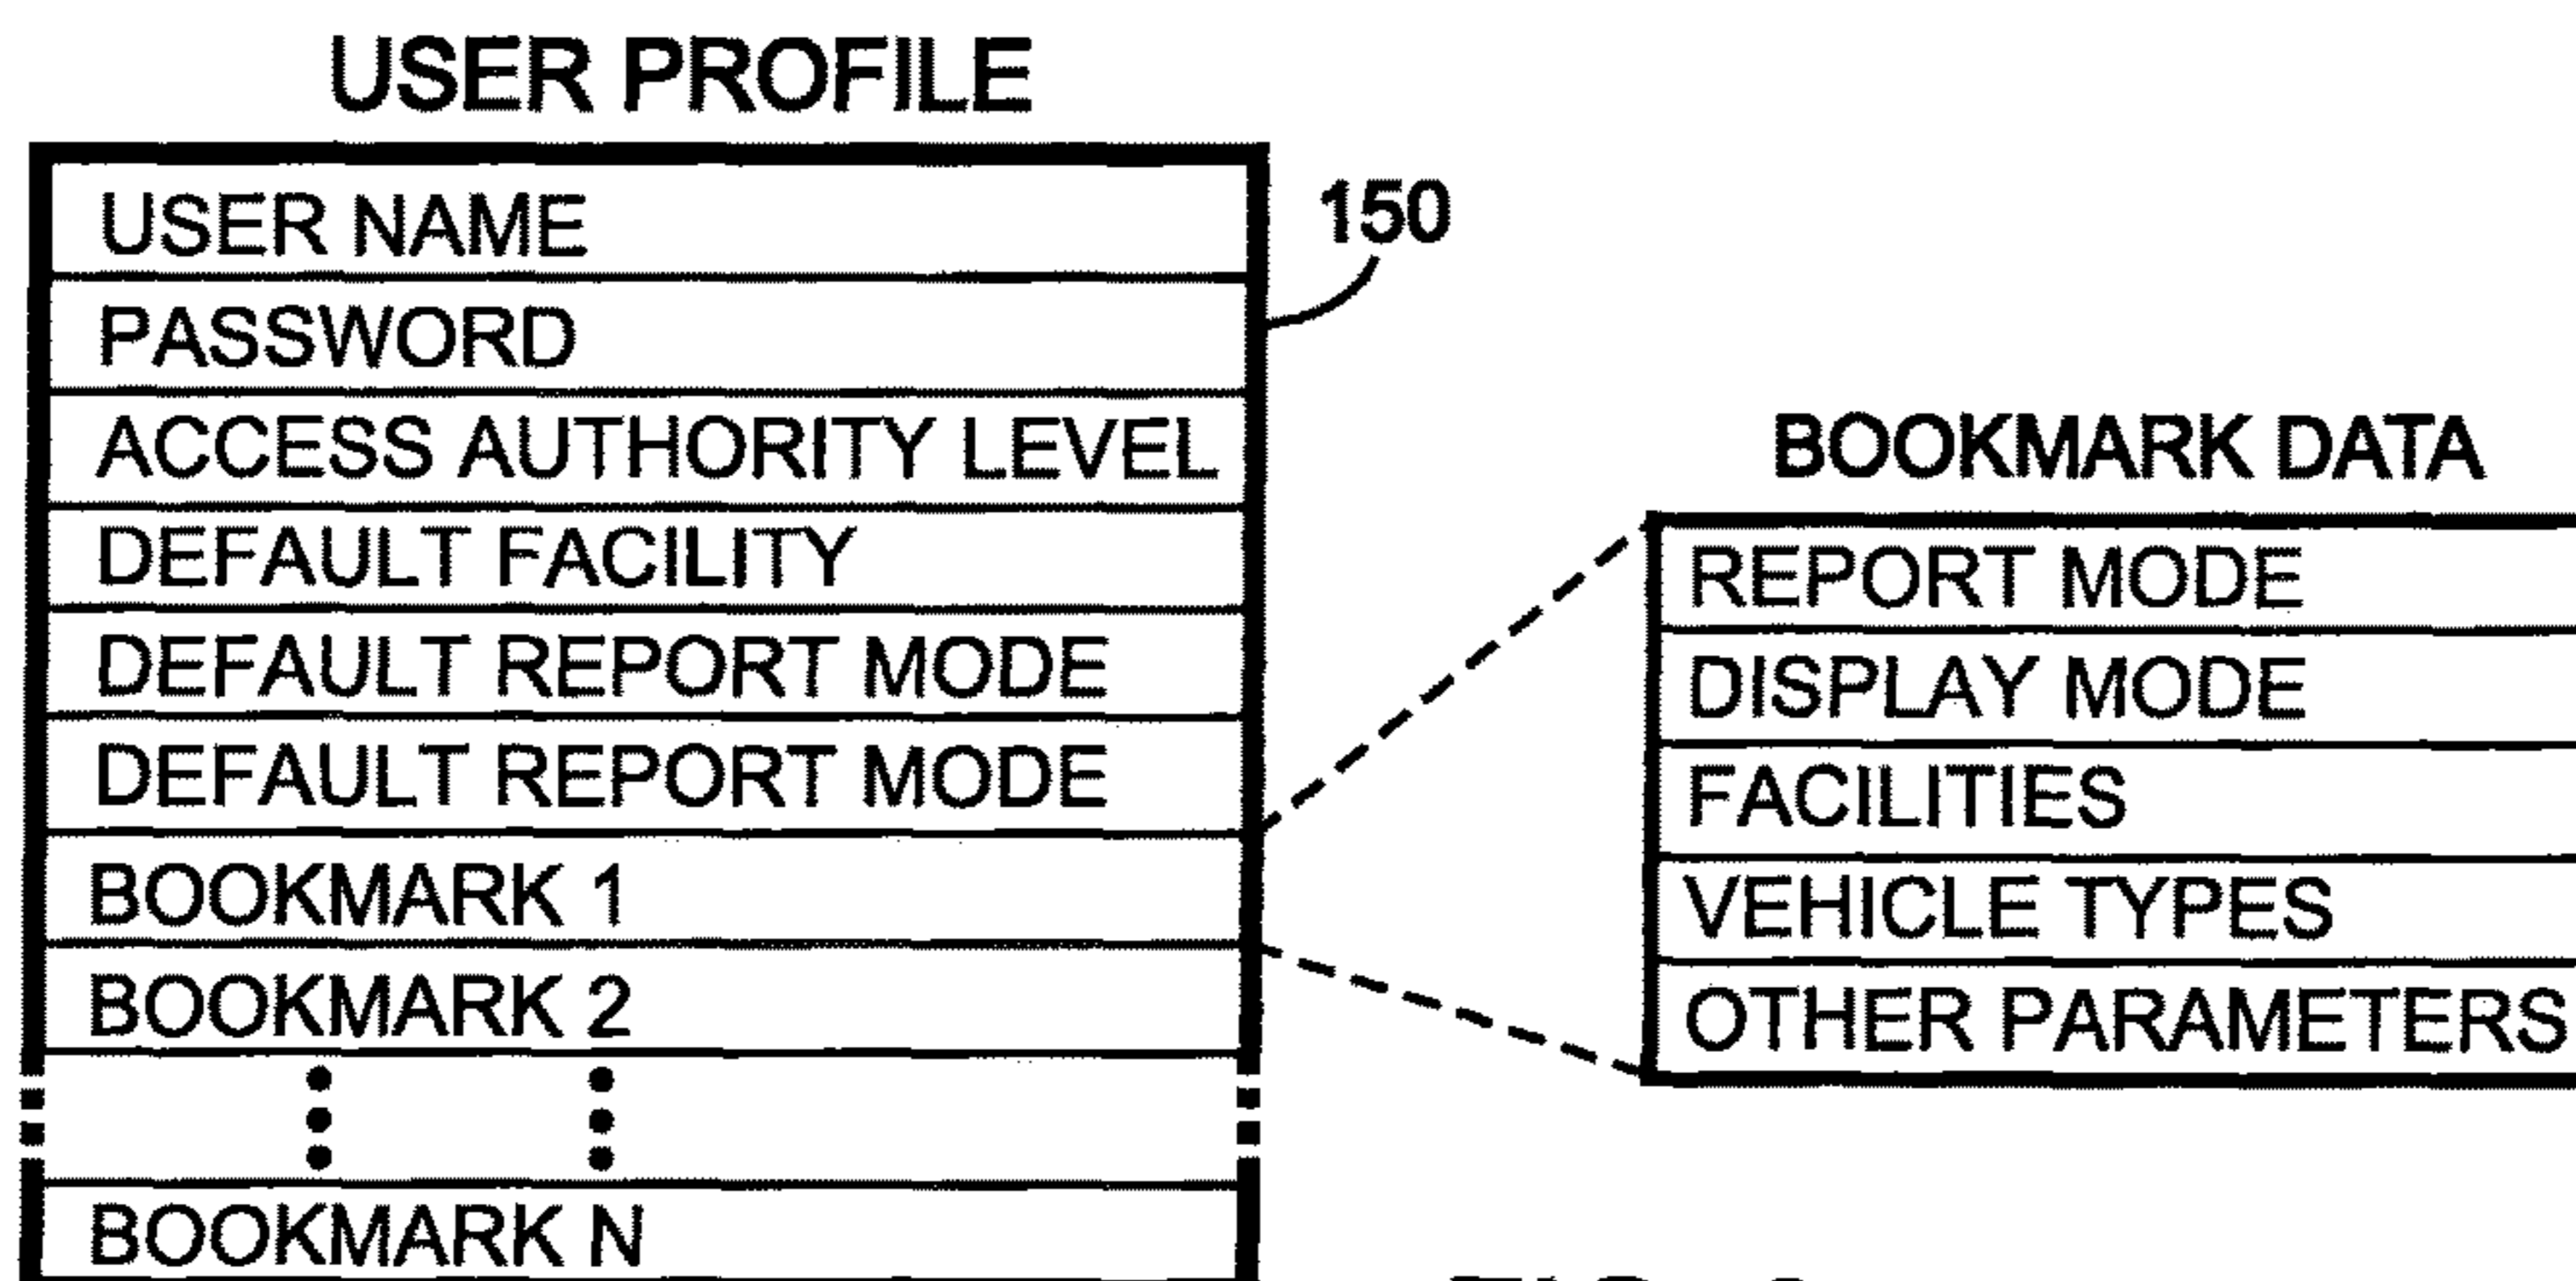 USER PROFILE
USER NAME
PASSWORD
ACCESS AUTHORITY LEVEL
DEFAULT FACILITY
DEFAULT REPORT MODE
DEFAULT REPORT MODE
BOOKMARK 1
BOOKMARK 2
BOOKMARK N
150
BOOKMARK DATA
REPORT MODE
DISPLAY MODE
FACILITIES
VEHICLE TYPES
OTHER PARAMETERS